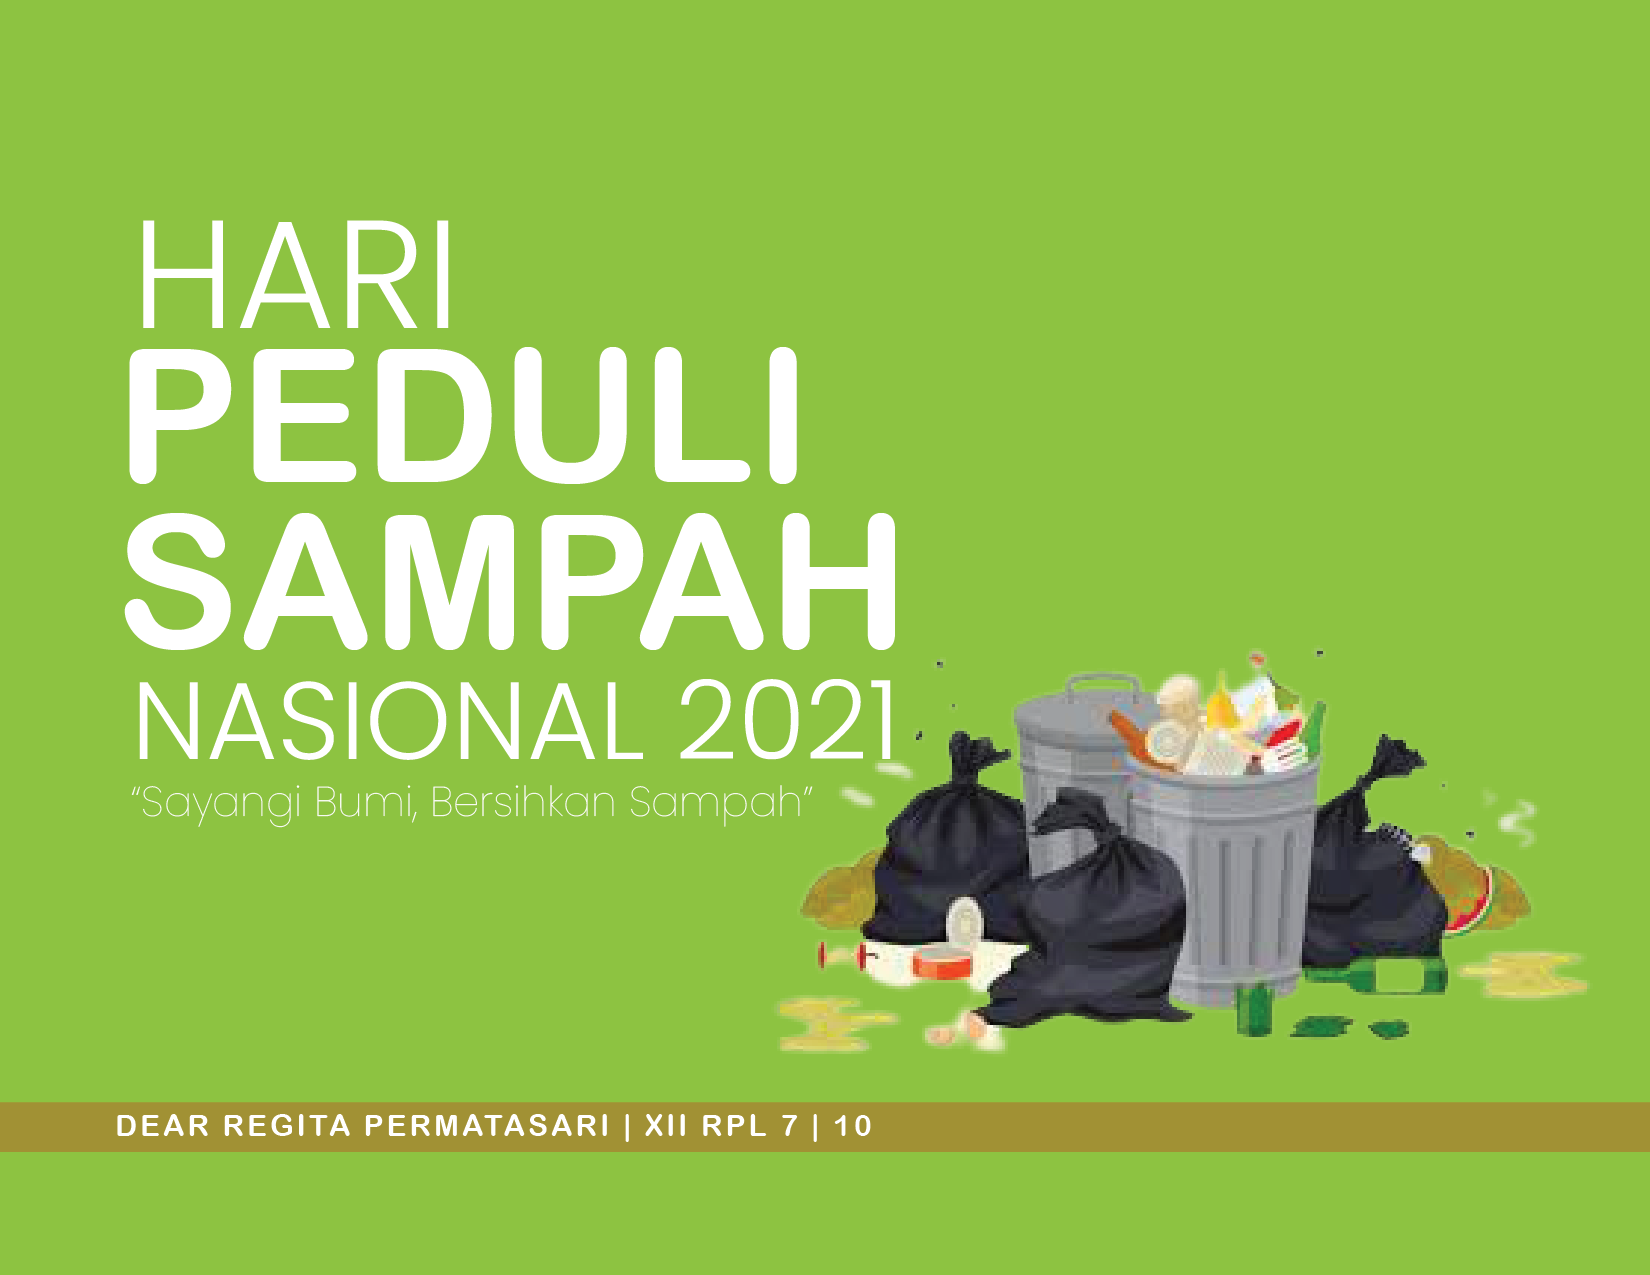 HARI
PEDULI
SAMPAH
NASIONAL 2021
“Sayangi Bumi, Bersihkan Sampah”
DEAR REGITA PERMATASARI | XII RPL 7 | 10